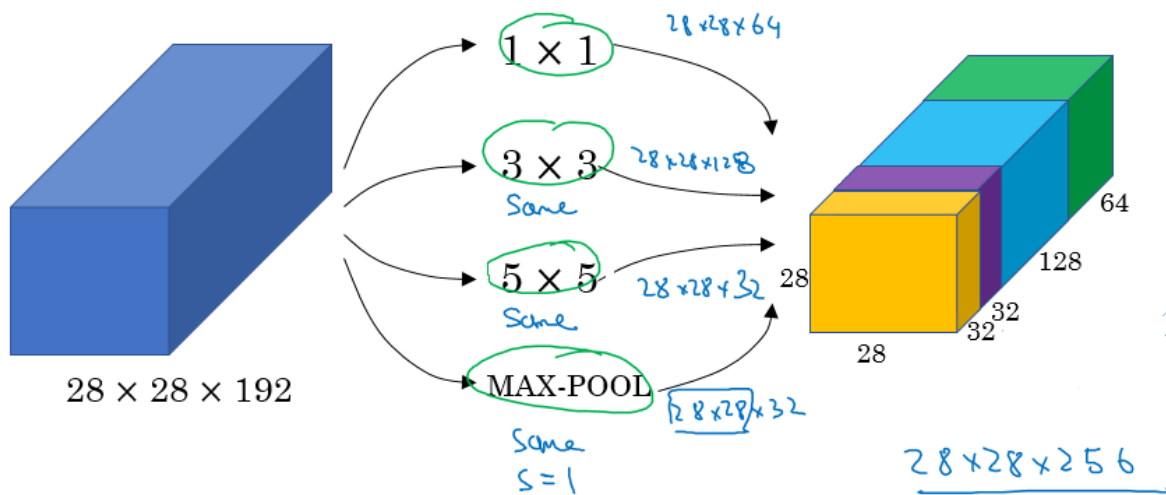 28 × 28 × 192
1 × 1
28×28×64
3 × 3
Same
28×28×128
5 × 5
Same
28×28×32
MAX-POOL
Same
s=1
28×28×32
28
28
32
32
128
64
28×28×256